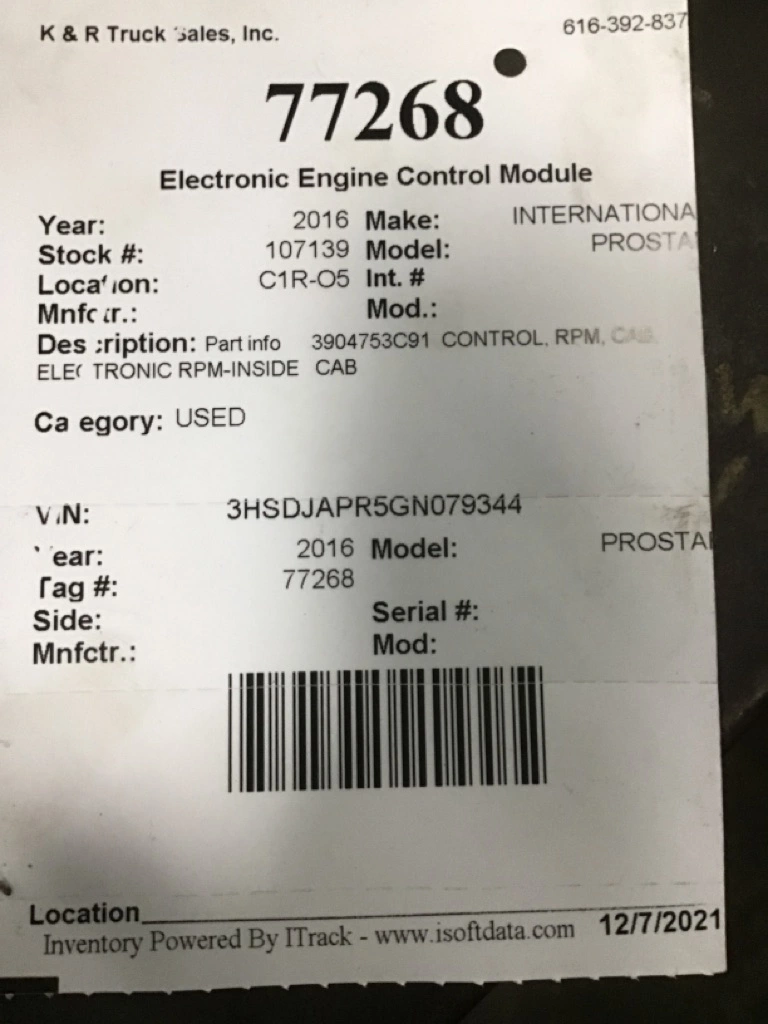 K & R Truck Sales, Inc. 616-392-837
77268
Electronic Engine Control Module
Year: 2016 Make: INTERNATIONA
Stock #: 107139 Model: PROSTA
Location: C1R-O5 Int. #
Mnfctr.: Mod.:
Description: Part info 3904753C91 CONTROL, RPM, CAB
ELECTRONIC RPM-INSIDE CAB
Category: USED
VIN: 3HSDJAPR5GN079344
Year: 2016 Model: PROSTA
Tag #: 77268
Side: Serial #:
Mnfctr.: Mod:
Location
Inventory Powered By ITrack - www.isoftdata.com 12/7/2021